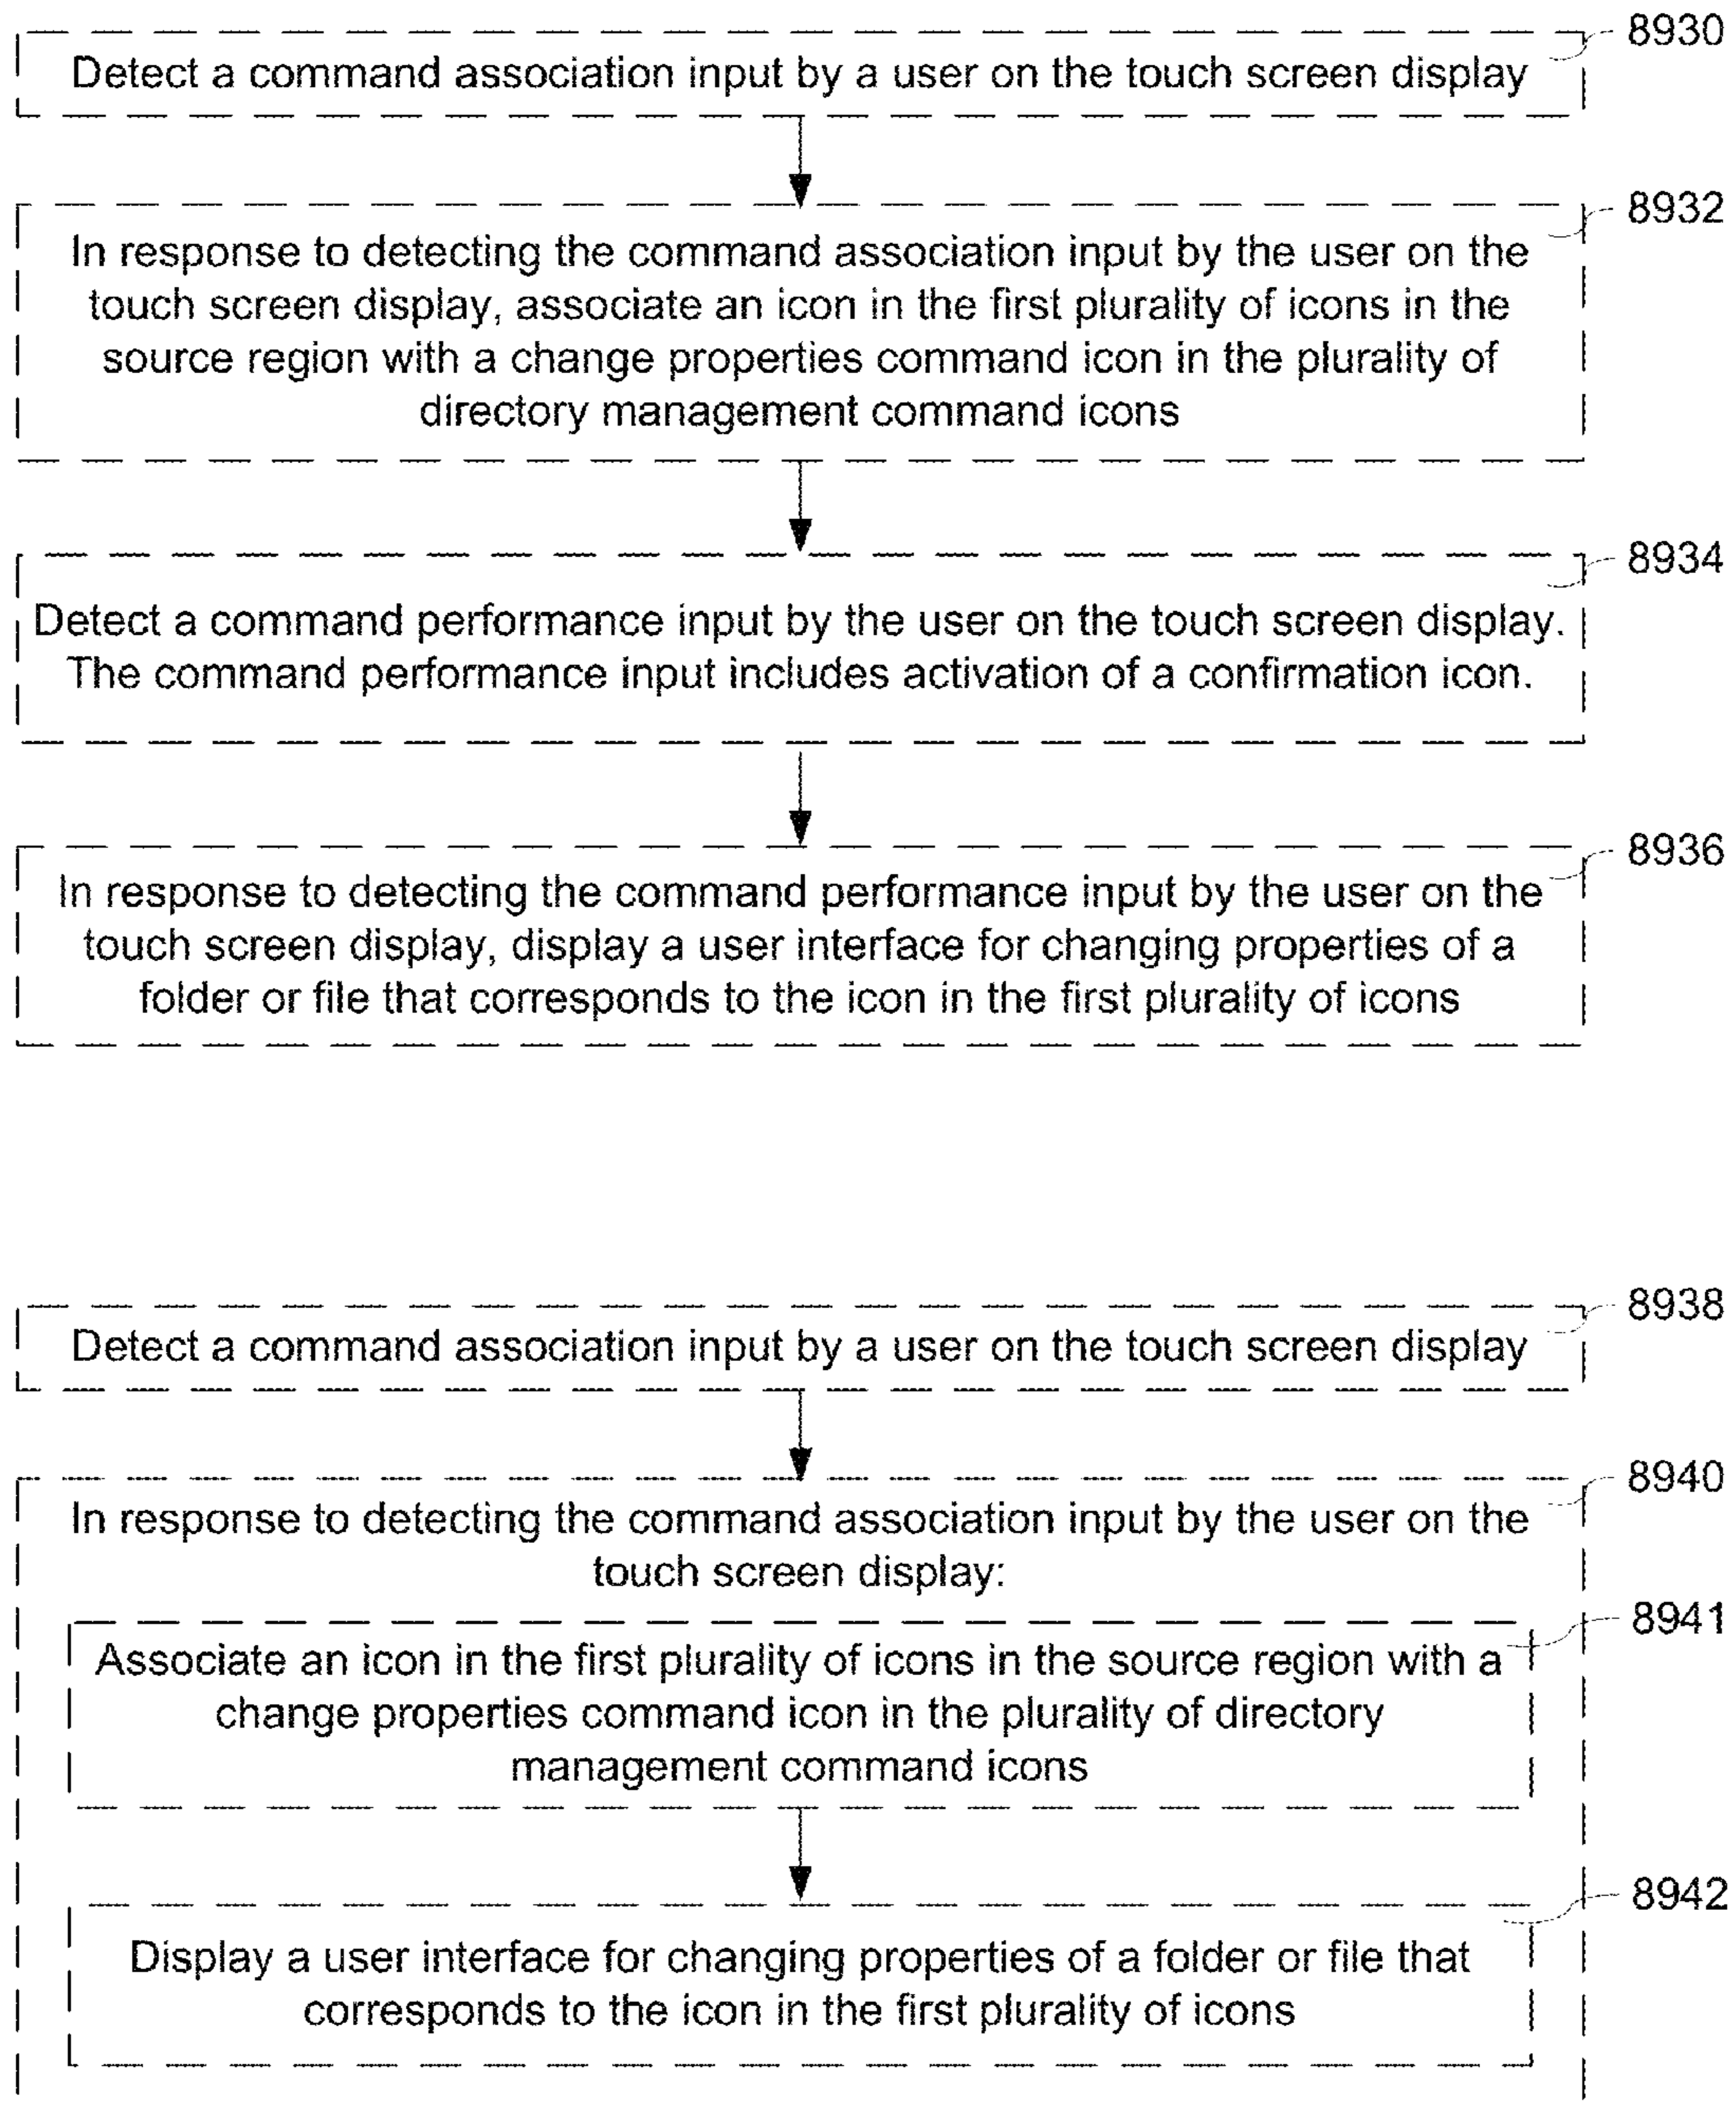 8930
Detect a command association input by a user on the touch screen display
8932
In response to detecting the command association input by the user on the
touch screen display, associate an icon in the first plurality of icons in the
source region with a change properties command icon in the plurality of
directory management command icons
8934
Detect a command performance input by the user on the touch screen display.
The command performance input includes activation of a confirmation icon.
8936
In response to detecting the command performance input by the user on the
touch screen display, display a user interface for changing properties of a
folder or file that corresponds to the icon in the first plurality of icons
8938
Detect a command association input by a user on the touch screen display
8940
In response to detecting the command association input by the user on the
touch screen display:
8941
Associate an icon in the first plurality of icons in the source region with a
change properties command icon in the plurality of directory
management command icons
8942
Display a user interface for changing properties of a folder or file that
corresponds to the icon in the first plurality of icons